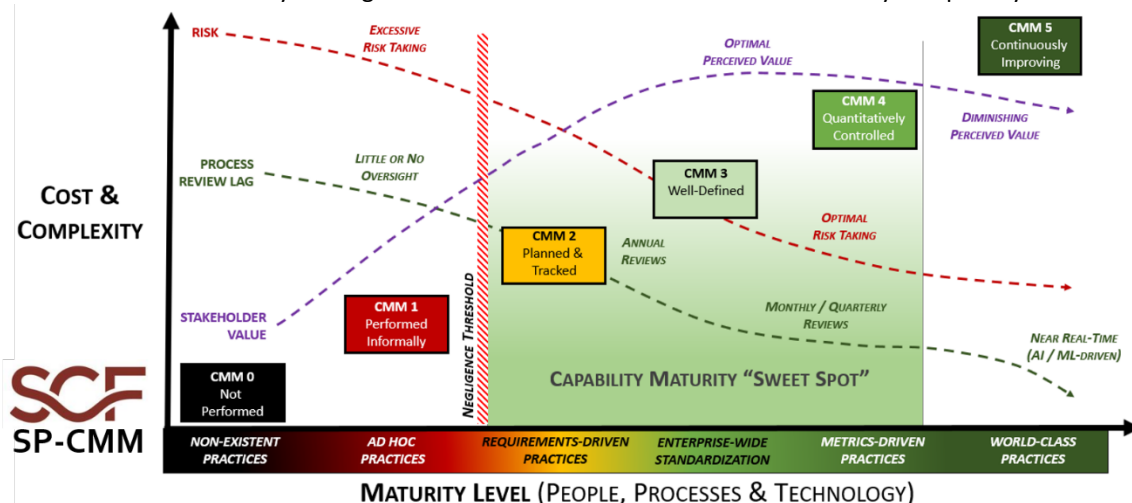 RISK
EXCESSIVE
RISK TAKING
OPTIMAL
PERCEIVED VALUE
CMM 5
Continuously
Improving
CMM 4
Quantitatively
Controlled
DIMINISHING
PERCEIVED VALUE
PROCESS
REVIEW LAG
LITTLE OR NO
OVERSIGHT
CMM 3
Well-Defined
COST &
COMPLEXITY
CMM 2
Planned &
Tracked
ANNUAL
REVIEWS
OPTIMAL
RISK TAKING
STAKEHOLDER
VALUE
CMM 1
Performed
Informally
NEGLIGENCE THRESHOLD
MONTHLY / QUARTERLY
REVIEWS
NEAR REAL-TIME
(AI / ML-DRIVEN)
CMM 0
Not
Performed
CAPABILITY MATURITY “SWEET SPOT”
SCF
SP-CMM
NON-EXISTENT
PRACTICES
AD HOC
PRACTICES
REQUIREMENTS-DRIVEN
PRACTICES
ENTERPRISE-WIDE
STANDARDIZATION
METRICS-DRIVEN
PRACTICES
WORLD-CLASS
PRACTICES
MATURITY LEVEL (PEOPLE, PROCESSES & TECHNOLOGY)